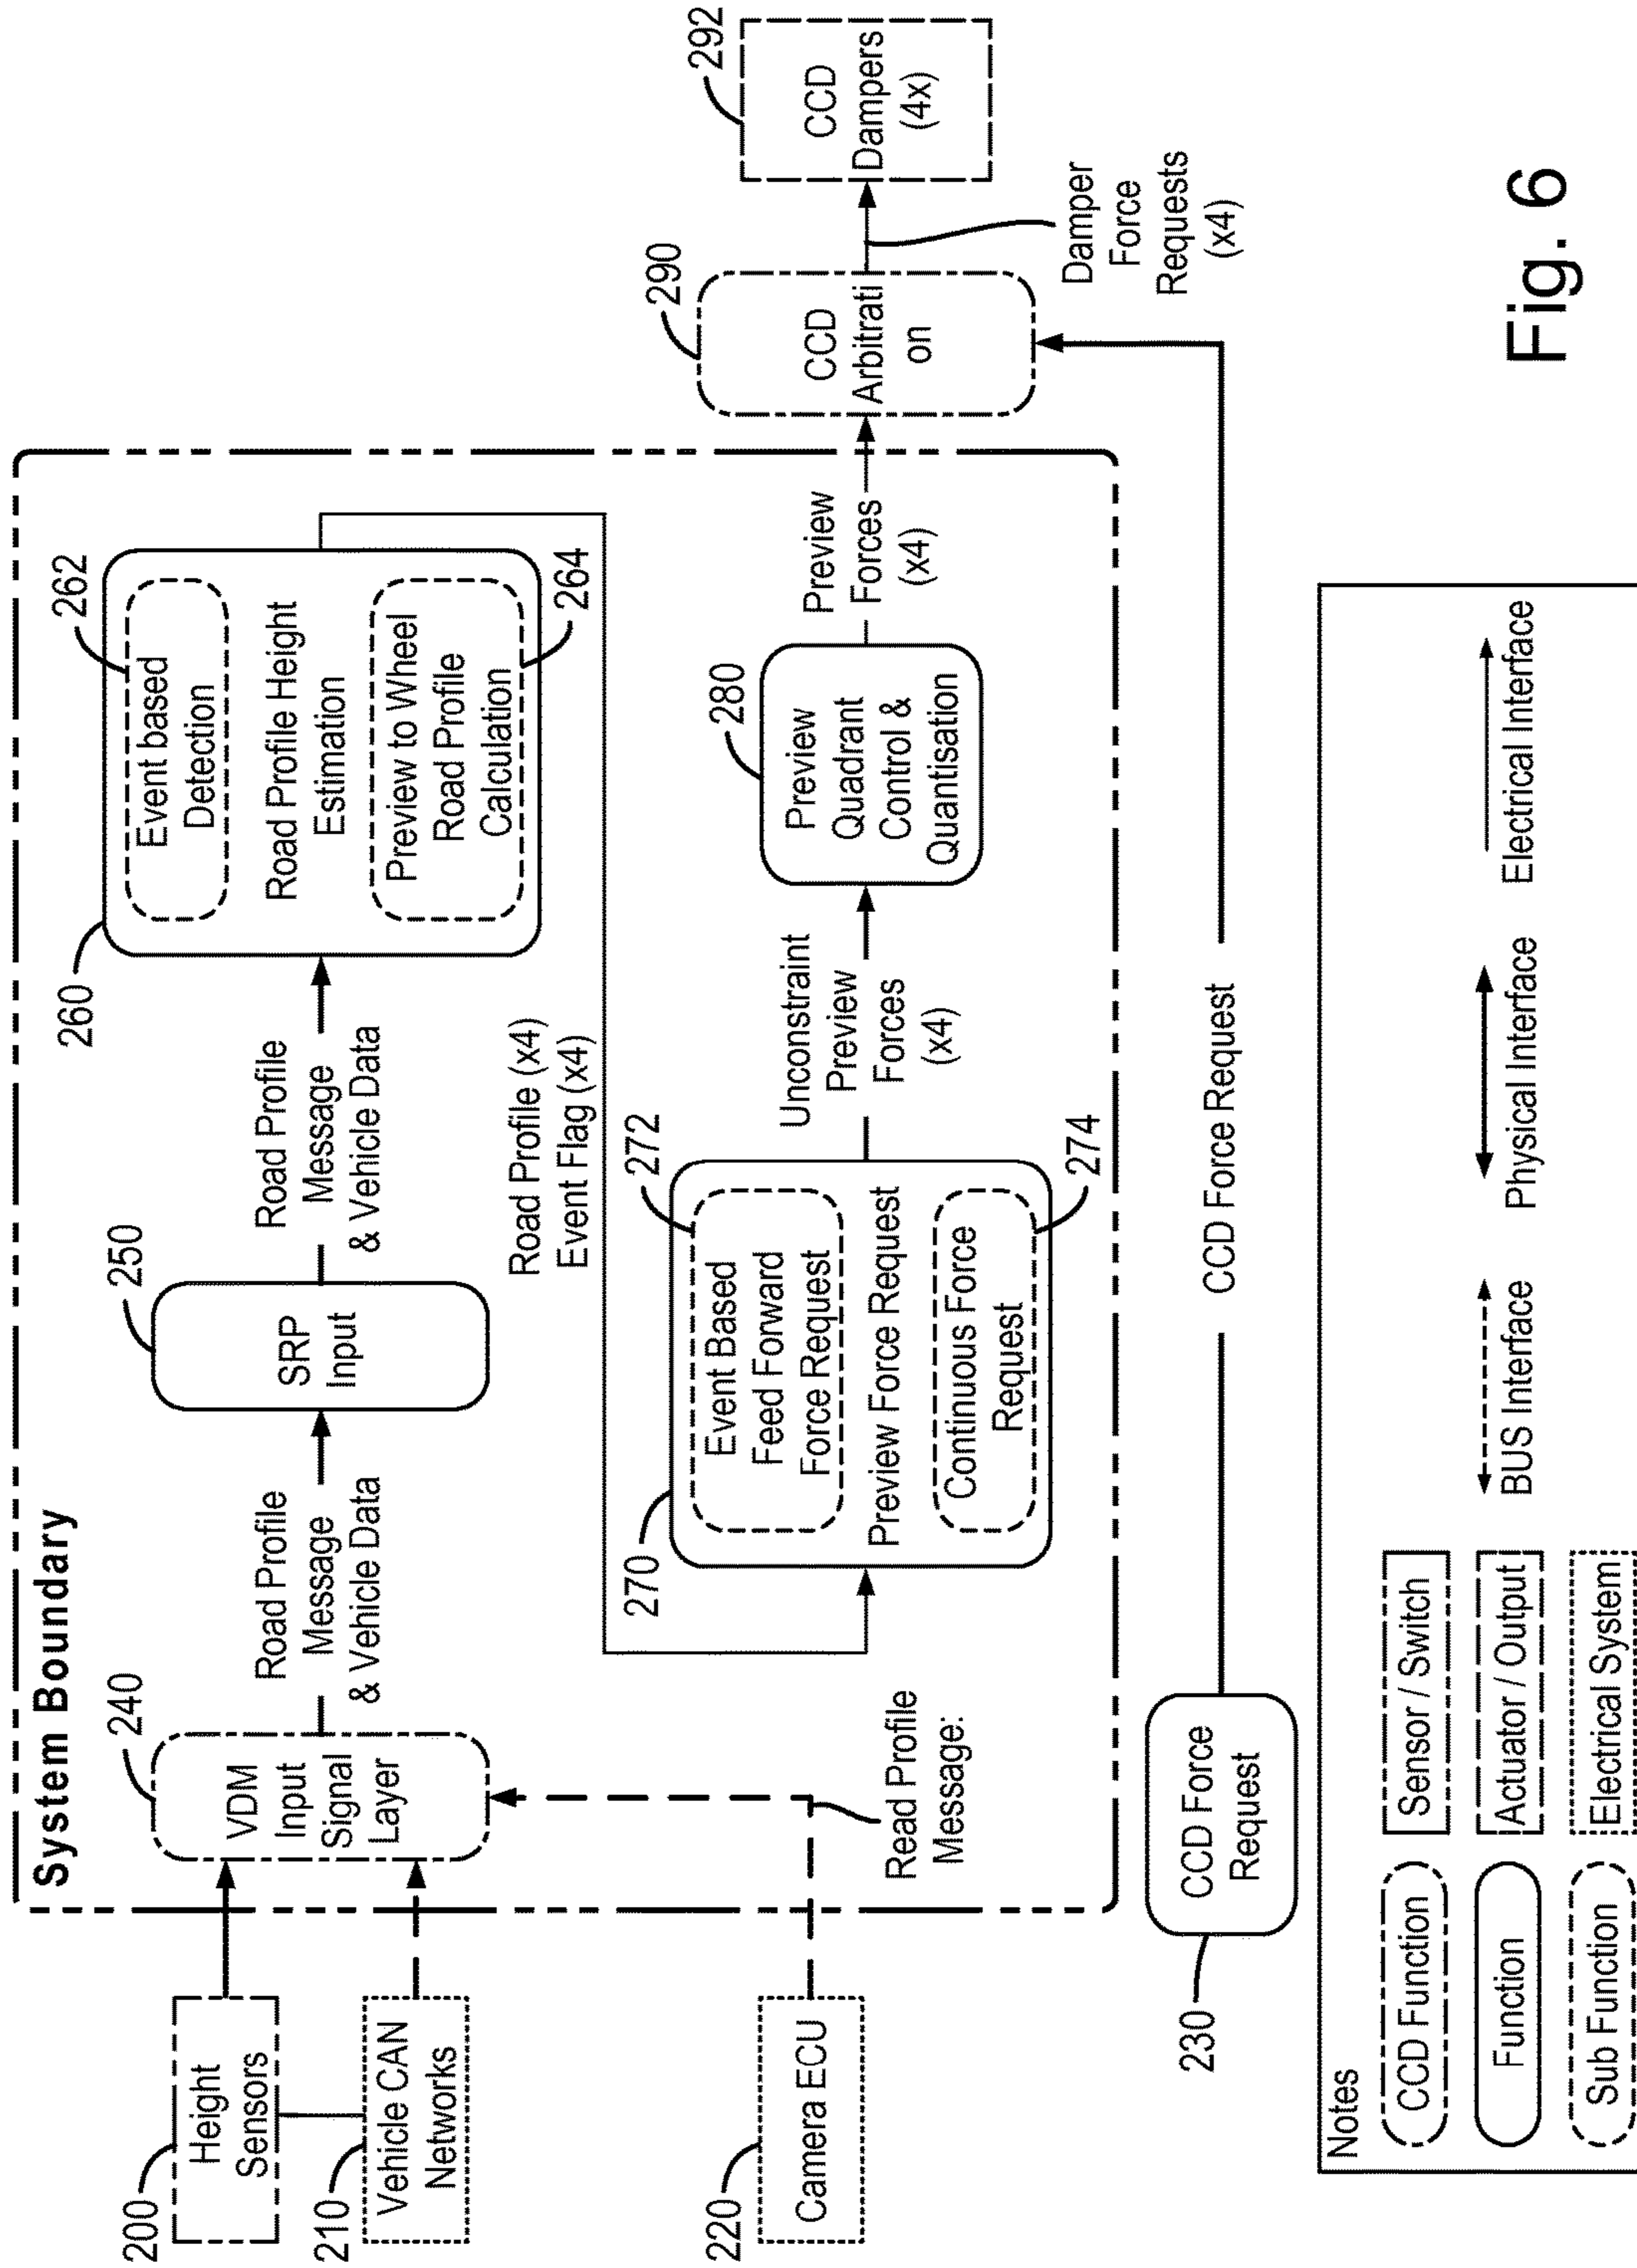 System Boundary
200
Height
Sensors
210
Vehicle CAN
Networks
220
Camera ECU
230
CCD Force
Request
240
VDM
Input
Signal
Layer
Read Profile
Message:
Road Profile
Message
& Vehicle Data
250
SRP
Input
Road Profile
Message
& Vehicle Data
260
262
Event based
Detection
Road Profile Height
Estimation
Preview to Wheel
Road Profile
Calculation
264
Road Profile (x4)
Event Flag (x4)
270
272
Event Based
Feed Forward
Force Request
Preview Force Request
Continuous Force
Request
274
Unconstraint
Preview
Forces
(x4)
280
Preview
Quadrant
Control &
Quantisation
Preview
Forces
(x4)
CCD Force Request
290
CCD
Arbitrati
on
Damper
Force
Requests
(x4)
292
CCD
Dampers
(4x)
Notes
CCD Function
Sensor / Switch
Function
Actuator / Output
Sub Function
Electrical System
BUS Interface
Physical Interface
Electrical Interface
Fig. 6